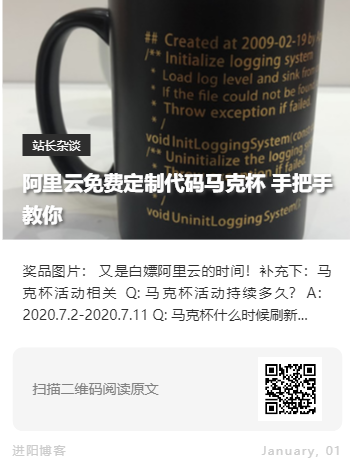 ## Created at 2009-02-19 by
/** Initialize logging system
* Load log level and sink from
* If the file could not be found
* Throw exception if failed.
*/
void InitLoggingSystem(const
/** Uninitialize the logging
* Throw exception if failed.
*/
void UninitLoggingSystem()
站长杂谈
阿里云免费定制代码马克杯 手把手
教你
奖品图片： 又是白嫖阿里云的时间！补充下：马
克杯活动相关 Q: 马克杯活动持续多久? A：
2020.7.2-2020.7.11 Q: 马克杯什么时候刷新...
扫描二维码阅读原文
进阳博客
January, 01